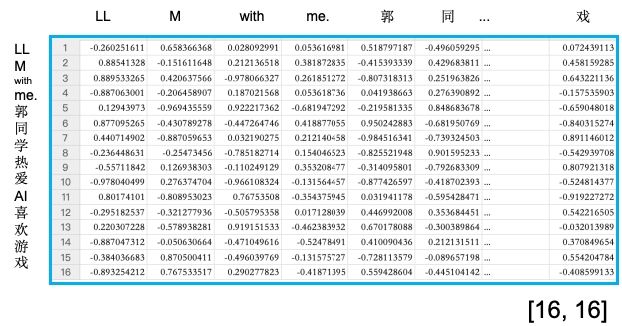 LL M with me. 郭 同 ... 戏
LL 1 -0.260251611 0.658366368 0.028092991 0.053616981 0.518797187 -0.496059295 ... 0.072439113
M 2 0.88541328 -0.151611648 0.212136518 0.381872835 -0.415393339 0.429683811 ... 0.458159285
with 3 0.889533265 0.420637566 -0.978066327 0.261851272 -0.807318313 0.251963826 ... 0.643221136
me. 4 -0.887063001 -0.206458907 0.187021568 0.053618736 0.041938663 0.276390892 ... -0.157535903
郭 5 0.12943973 -0.969435559 0.922217362 -0.681947292 -0.219581335 0.848683678 ... -0.659048018
同 6 0.877095265 -0.430789278 -0.447264746 0.418877055 0.950242883 -0.681950769 ... -0.840315274
学 7 0.440714902 -0.887059653 0.032190275 0.212140458 -0.984516341 -0.739324503 ... 0.891146012
热 8 -0.236448631 -0.25473456 -0.785182714 0.154046523 -0.825521948 0.901595233 ... -0.542939708
爱 9 -0.55711842 0.126938303 -0.110249129 0.353208477 -0.314095801 -0.792683309 ... 0.807921318
AI 10 -0.978040499 0.276374704 -0.966108324 -0.131564457 -0.877426597 -0.418702393 ... -0.524814377
喜 11 0.80174101 -0.808953023 0.76753508 -0.354375945 0.031941178 -0.595428471 ... -0.919227272
欢 12 -0.295182537 -0.321277936 -0.505795358 0.017128039 0.446992008 0.353684451 ... 0.542216505
游 13 0.220307228 -0.578938281 0.919151533 -0.462383932 0.670178088 -0.300389864 ... -0.032013989
戏 14 -0.887047312 -0.050630664 -0.471049616 -0.52478491 0.410090436 0.212131511 ... 0.370849654
15 -0.384036683 0.870500411 -0.496039769 -0.131575727 -0.728113579 -0.089657198 ... 0.554204784
16 -0.893254212 0.767533517 0.290277823 -0.41871395 0.559428604 -0.445104142 ... -0.408599133
[16, 16]